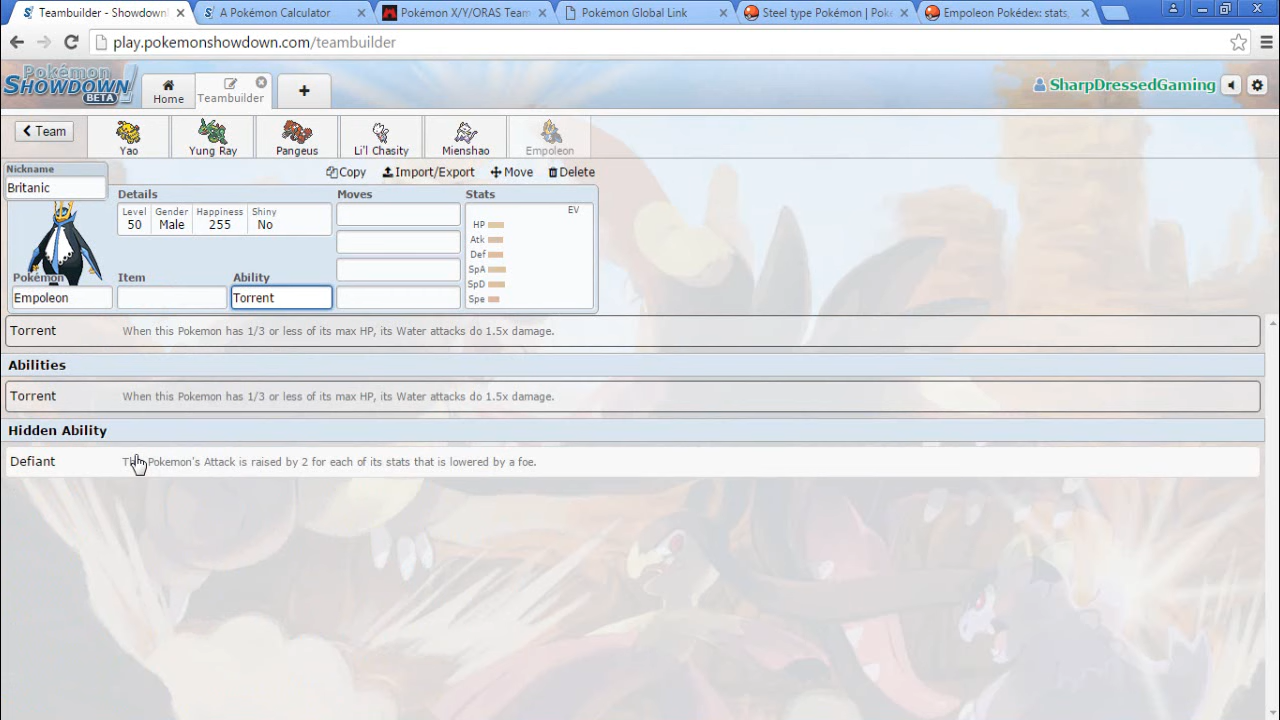 Teambuilder - Showdown!
A Pokémon Calculator
Pokémon X/Y/ORAS Team
Pokémon Global Link
Steel type Pokémon | Poké
Empoleon Pokédex: stats,
play.pokemonshowdown.com/teambuilder
Pokémon
SHOWDOWN
BETA
Home
Teambuilder
+
SharpDressedGaming
Team
Yao
Yung Ray
Pangeus
Li'l Chasity
Mienshao
Empoleon
Nickname
Britanic
Copy
Import/Export
Move
Delete
Details
Moves
Stats
Level
Gender
Happiness
Shiny
50
Male
255
No
EV
HP
Atk
Def
SpA
SpD
Spe
Pokémon
Item
Ability
Empoleon
Torrent
Torrent When this Pokemon has 1/3 or less of its max HP, its Water attacks do 1.5x damage.
Abilities
Torrent When this Pokemon has 1/3 or less of its max HP, its Water attacks do 1.5x damage.
Hidden Ability
Defiant Pokemon's Attack is raised by 2 for each of its stats that is lowered by a foe.